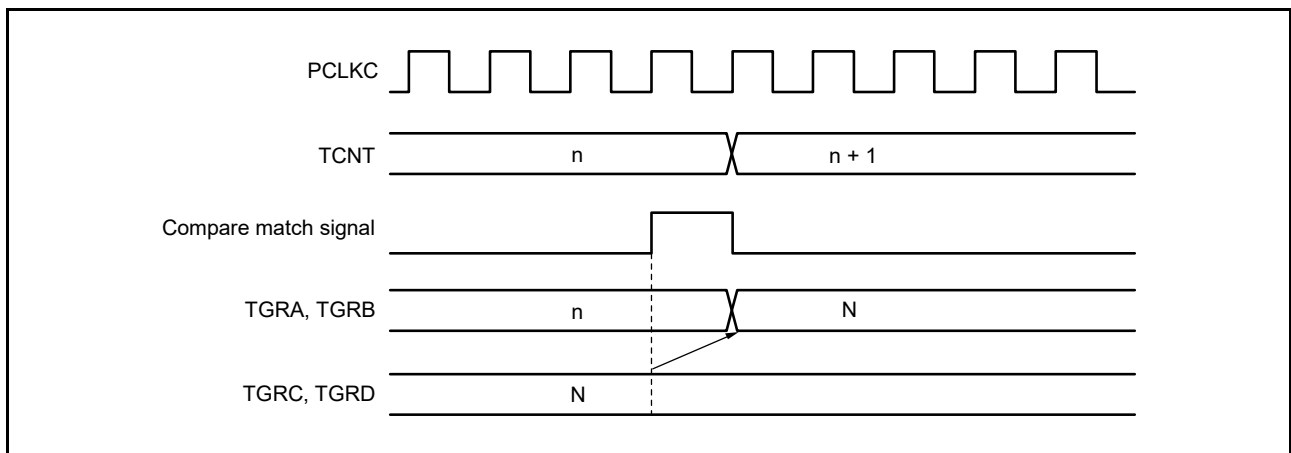 PCLKC
TCNT n n + 1
Compare match signal
TGRA, TGRB n N
TGRC, TGRD N